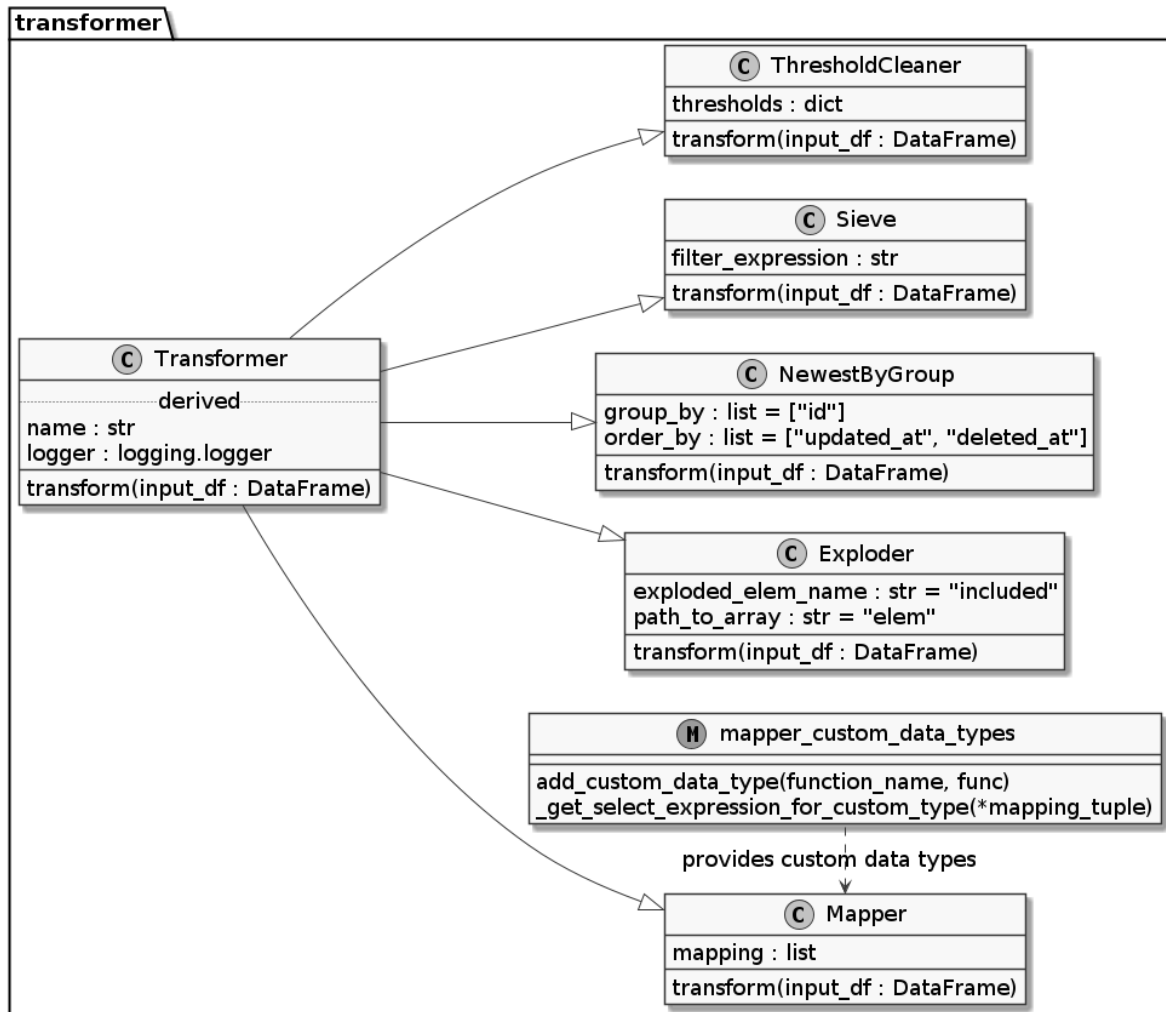 transformer
C ThresholdCleaner
thresholds : dict
transform(input_df : DataFrame)
C Sieve
filter_expression : str
transform(input_df : DataFrame)
C Transformer
derived
name : str
logger : logging.logger
transform(input_df : DataFrame)
C NewestByGroup
group_by : list = ["id"]
order_by : list = ["updated_at", "deleted_at"]
transform(input_df : DataFrame)
C Exploder
exploded_elem_name : str = "included"
path_to_array : str = "elem"
transform(input_df : DataFrame)
M mapper_custom_data_types
add_custom_data_type(function_name, func)
_get_select_expression_for_custom_type(*mapping_tuple)
provides custom data types
C Mapper
mapping : list
transform(input_df : DataFrame)